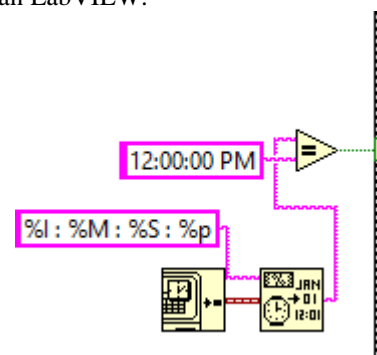 an LabVIEW.
12:00:00 PM
%I : %M : %S : %p
JAN
01
12:01